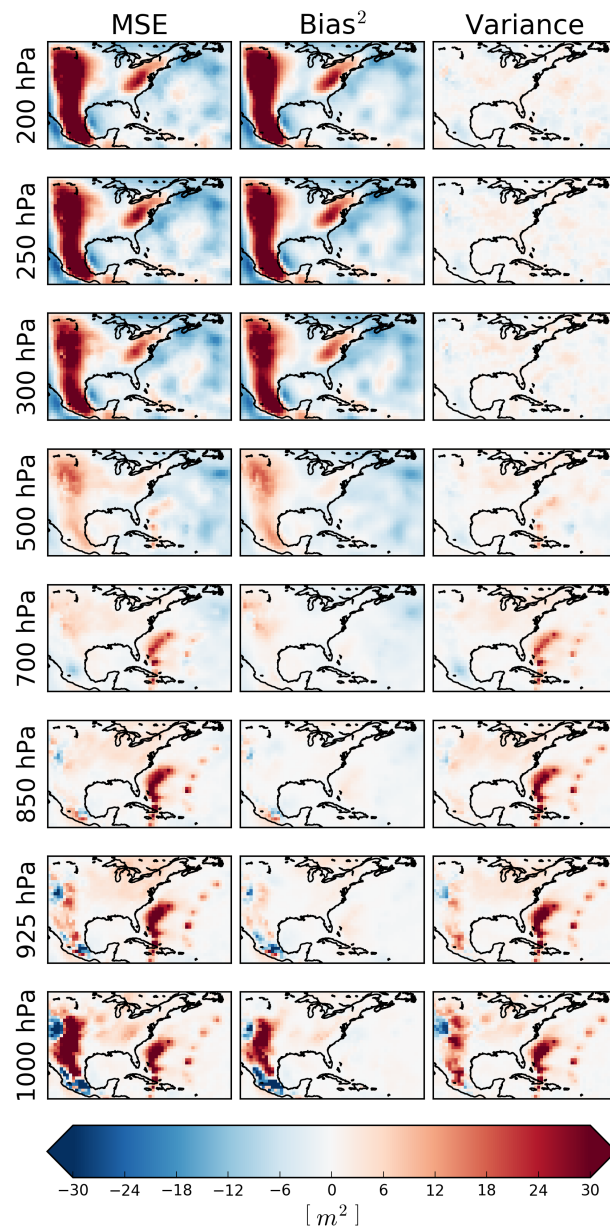 MSE Bias² Variance
200 hPa
250 hPa
300 hPa
500 hPa
700 hPa
850 hPa
925 hPa
1000 hPa
−30 −24 −18 −12 −6 0 6 12 18 24 30
[ m² ]